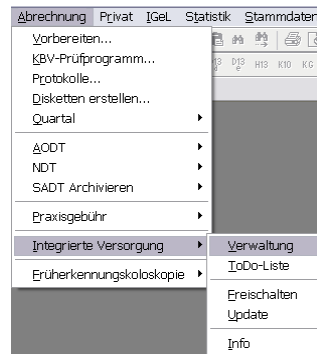 Abrechnung Privat IGeL Statistik Stammdaten
Vorbereiten...
KBV-Prüfprogramm...
Protokolle...
Disketten erstellen...
Quartal
AODT
NDT
SADT Archivieren
Praxisgebühr
Integrierte Versorgung
Früherkennungskoloskopie
H13 K10 KG
Verwaltung
ToDo-Liste
Freischalten
Update
Info